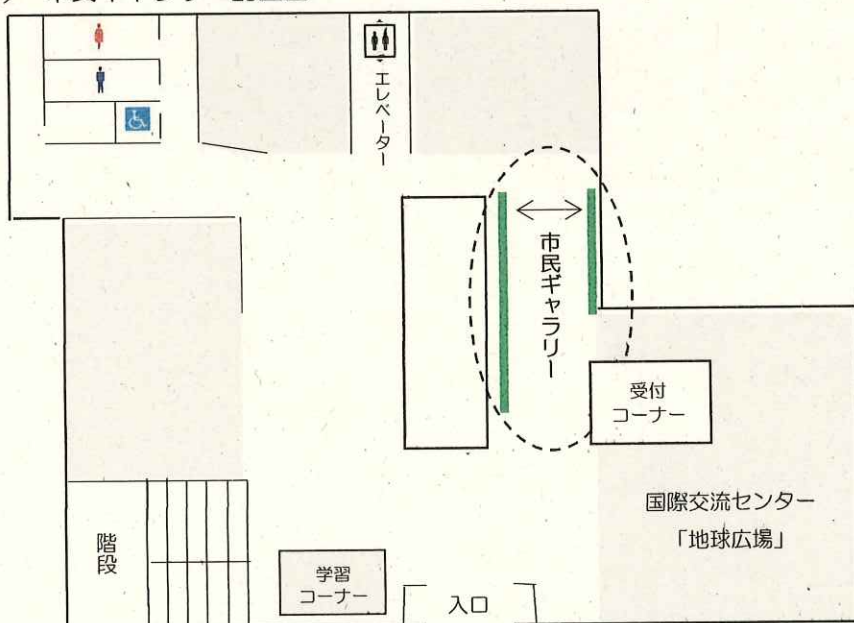 エレベーター
市民ギャラリー
受付
コーナー
国際交流センター
「地球広場」
階段
学習
コーナー
入口